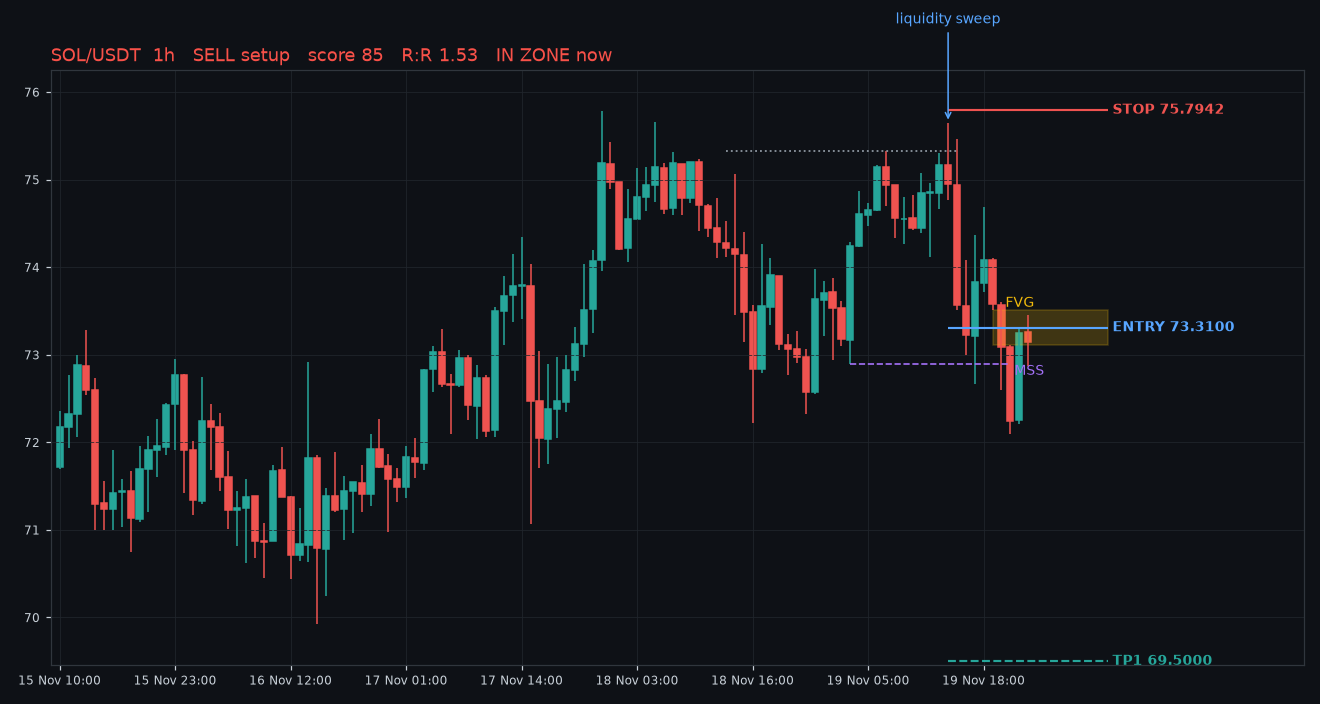 liquidity sweep
SOL/USDT 1h SELL setup score 85 R:R 1.53 IN ZONE now
76
STOP 75.7942
75
74
FVG
ENTRY 73.3100
73
MSS
72
71
70
TP1 69.5000
15 Nov 10:00 15 Nov 23:00 16 Nov 12:00 17 Nov 01:00 17 Nov 14:00 18 Nov 03:00 18 Nov 16:00 19 Nov 05:00 19 Nov 18:00